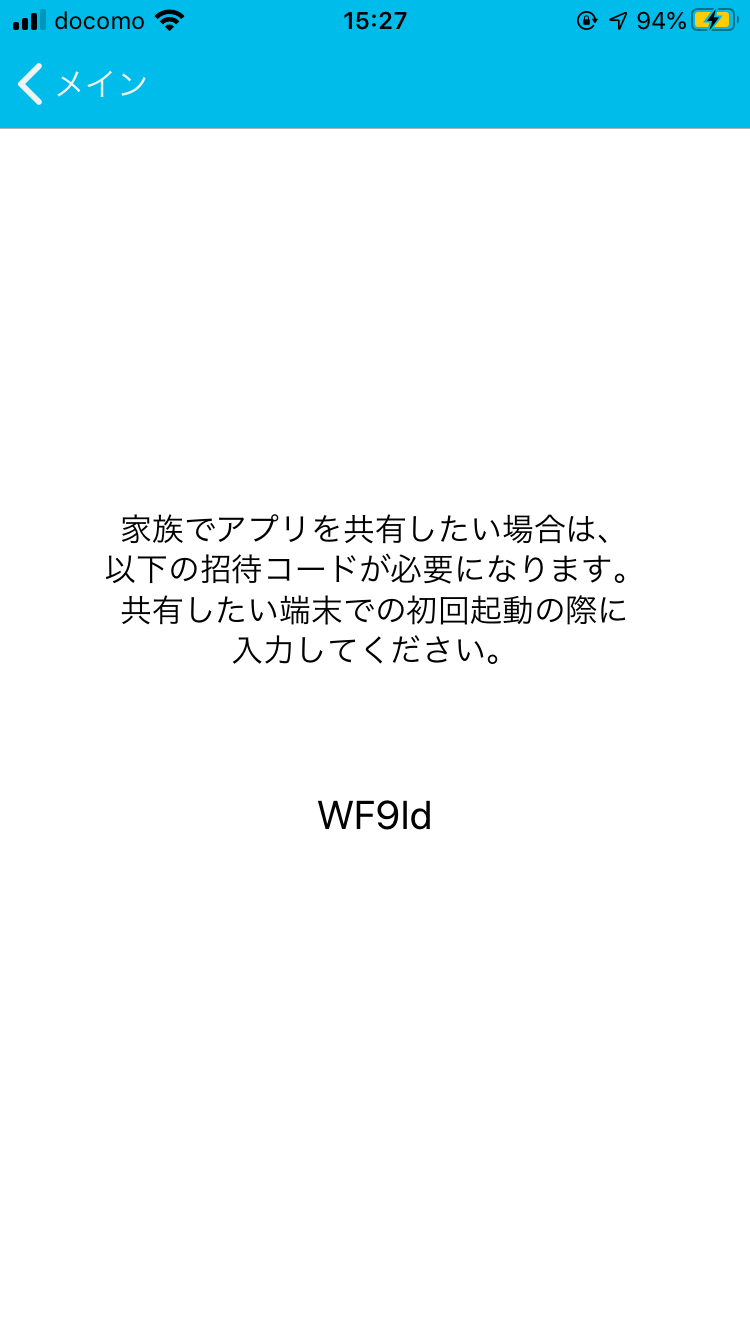 docomo 15:27 94%
メイン
家族でアプリを共有したい場合は、
以下の招待コードが必要になります。
共有したい端末での初回起動の際に
入力してください。
WF9ld